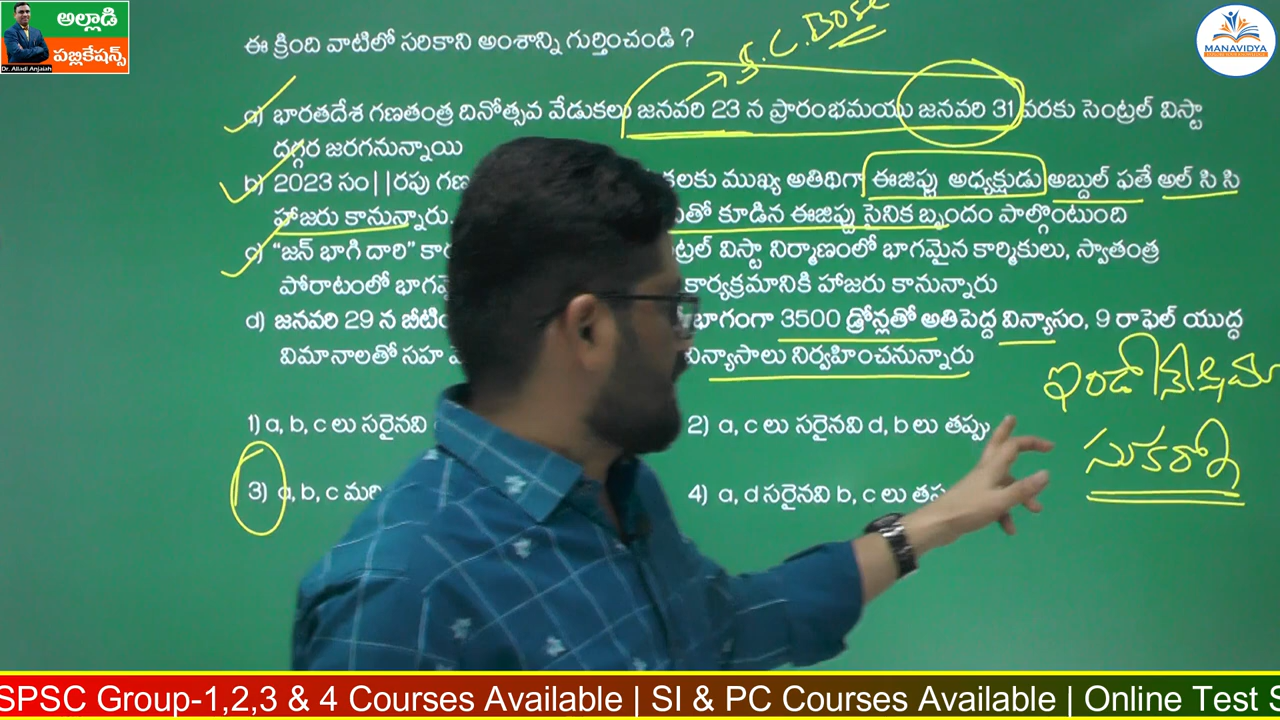 అల్లాడి
పబ్లికేషన్స్
Dr. Alladi Anjaiah
MANAVIDYA
S. C. Bose
ఈ క్రింది వాటిలో సరికాని అంశాన్ని గుర్తించండి ?
a) భారతదేశ గణతంత్ర దినోత్సవ వేడుకలు జనవరి 23 న ప్రారంభమయు జనవరి 31 వరకు సెంట్రల్ విస్టా
దగ్గర జరగనున్నాయి
b) 2023 సం||రపు గణ కలకు ముఖ్య అతిథిగా ఈజిప్టు అధ్యక్షుడు అబ్దుల్ ఫతే అల్ సి సి
హాజరు కానున్నారు. తో కూడిన ఈజిప్టు సైనిక బృందం పాల్గొంటుంది
c) “జన్ భాగి దారి” కా ట్రల్ విస్టా నిర్మాణంలో భాగమైన కార్మికులు, స్వాతంత్ర
పోరాటంలో భాగమై కార్యక్రమానికి హాజరు కానున్నారు
d) జనవరి 29 న బీటిం భాగంగా 3500 డ్రోన్లతో అతిపెద్ద విన్యాసం, 9 రాఫెల్ యుద్ధ
విమానాలతో సహ విన్యాసాలు నిర్వహించనున్నారు
సుకర్నో
1) a, b, c లు సరైనవి 2) a, c లు సరైనవి d, b లు తప్పు
3) a, b, c మరి 4) a, d సరైనవి b, c లు తప్ప
SPSC Group-1,2,3 & 4 Courses Available | SI & PC Courses Available | Online Test S